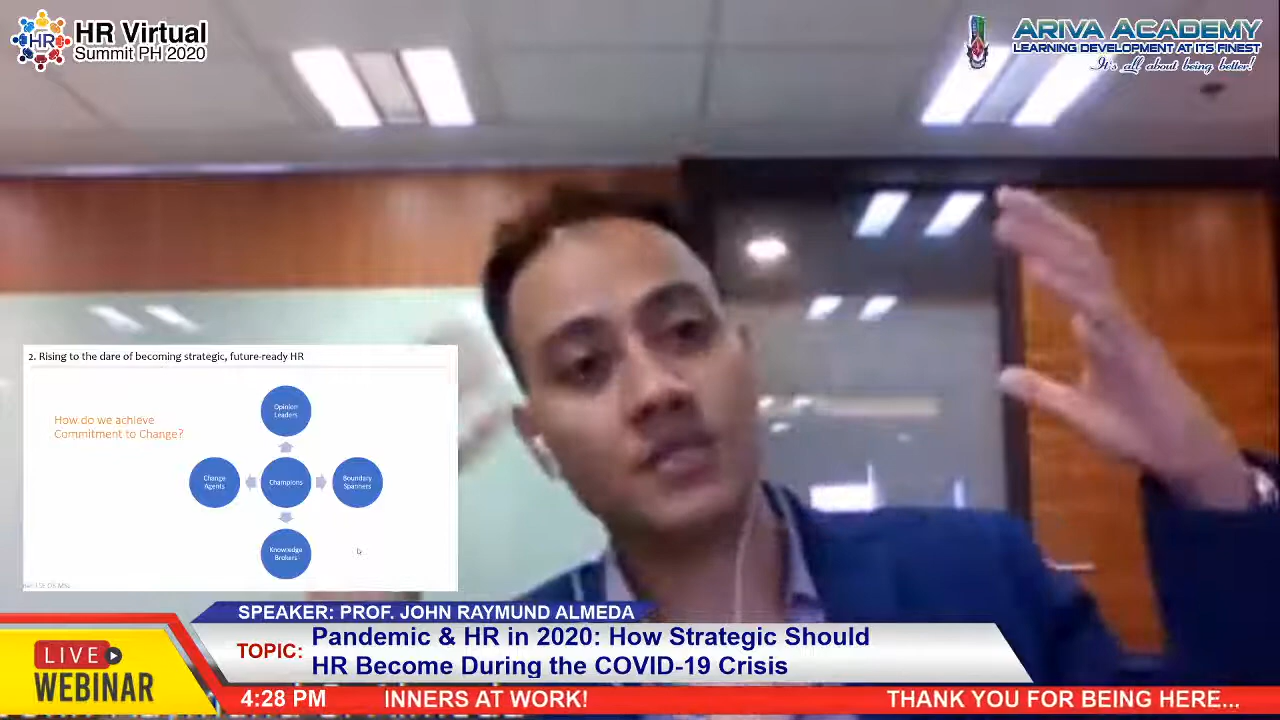 HR Virtual
Summit PH 2020
HR
ARIVA ACADEMY
LEARNING DEVELOPMENT AT ITS FINEST
It's all about being better!
2. Rising to the dare of becoming strategic, future-ready HR
How do we achieve
Commitment to Change?
Opinion
Leaders
Change
Agents
Champions
Boundary
Spanners
Knowledge
Brokers
SPEAKER: PROF. JOHN RAYMUND ALMEDA
TOPIC:
Pandemic & HR in 2020: How Strategic Should
HR Become During the COVID-19 Crisis
LIVE
WEBINAR
4:28 PM
INNERS AT WORK!
THANK YOU FOR BEING HERE...